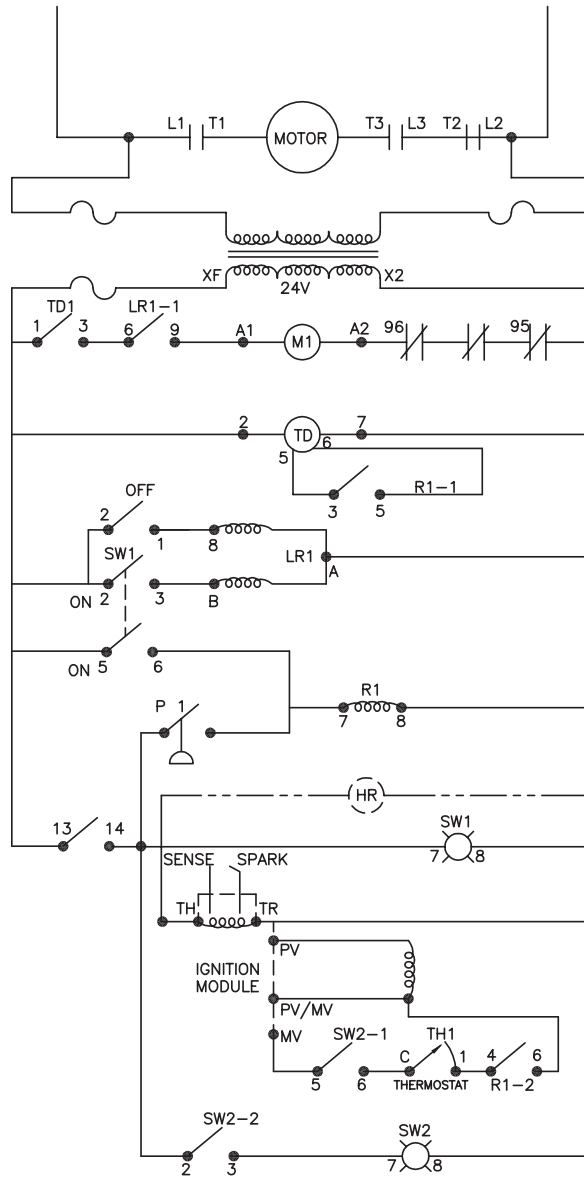 L1 T1 MOTOR T3 L3 T2 L2
XF 24V X2
TD1 LR1-1
1 3 6 9 A1 M1 A2 96 95
2 TD 7
5 6
3 5 R1-1
OFF
2 1 8
SW1 LR1 A
ON 2 3 B
ON 5 6
R1
P 1
7 8
HR
13 14 SW1
7 8
SENSE SPARK
TH TR
PV
IGNITION
MODULE
PV/MV
MV SW2-1 TH1
C 1 4 6
5 6 THERMOSTAT R1-2
SW2-2 SW2
2 3 7 8